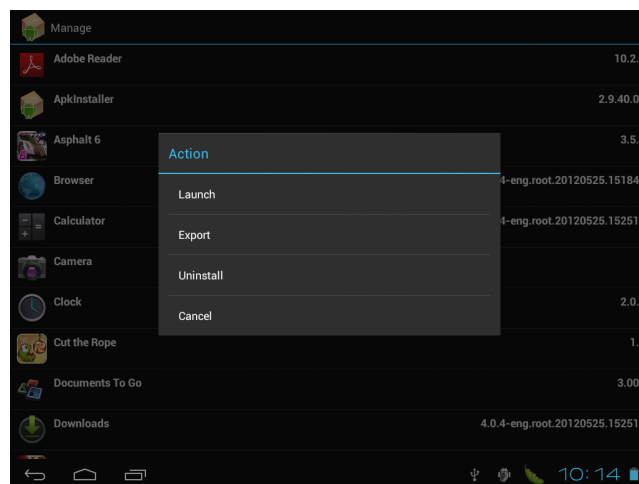 Manage
Adobe Reader 10.2.
ApkInstaller 2.9.40.0
Asphalt 6 3.5.
Action
Browser 4-eng.root.20120525.15184
Launch
Calculator 4-eng.root.20120525.15251
Export
Camera
Uninstall
Clock 2.0.
Cancel
Cut the Rope 1.
Documents To Go 3.00
Downloads 4.0.4-eng.root.20120525.15251
10:14